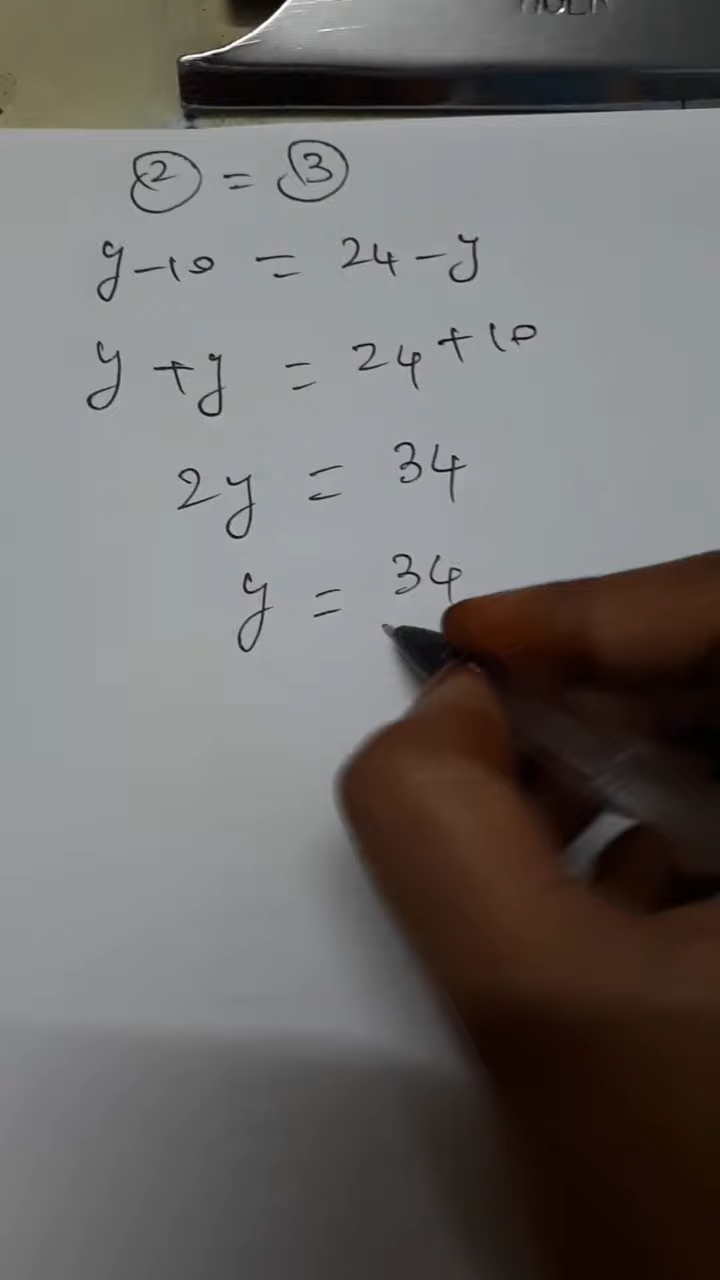 ② = ③
y - 10 = 24 - y
y + y = 24 + 10
2y = 34
y = 34